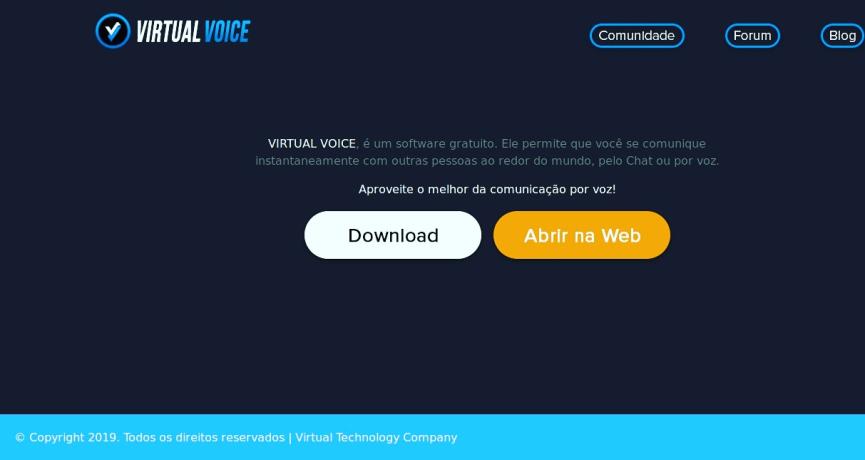 VIRTUAL VOICE
Comunidade
Forum
Blog
VIRTUAL VOICE, é um software gratuito. Ele permite que você se comunique
instantaneamente com outras pessoas ao redor do mundo, pelo Chat ou por voz.
Aproveite o melhor da comunicação por voz!
Download
Abrir na Web
© Copyright 2019. Todos os direitos reservados | Virtual Technology Company